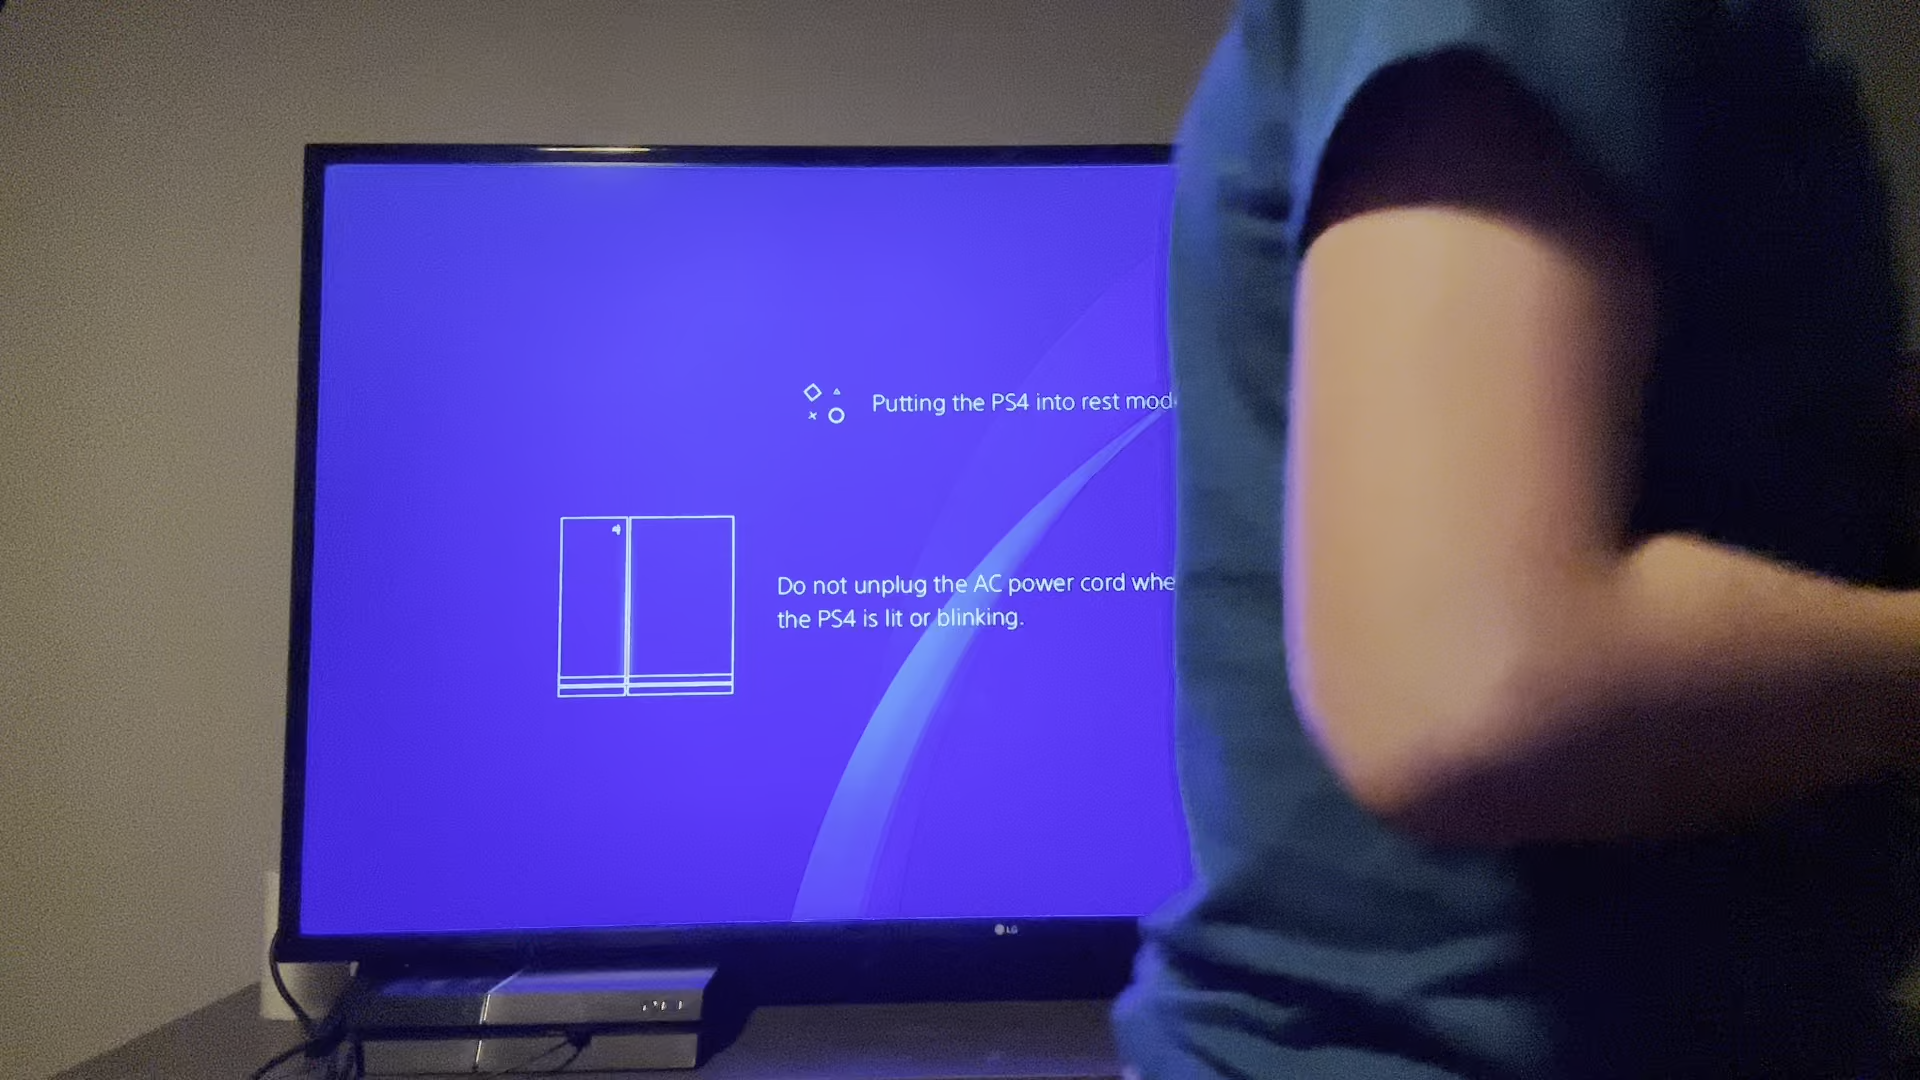 Putting the PS4 into rest mod
Do not unplug the AC power cord whe
the PS4 is lit or blinking.
LG